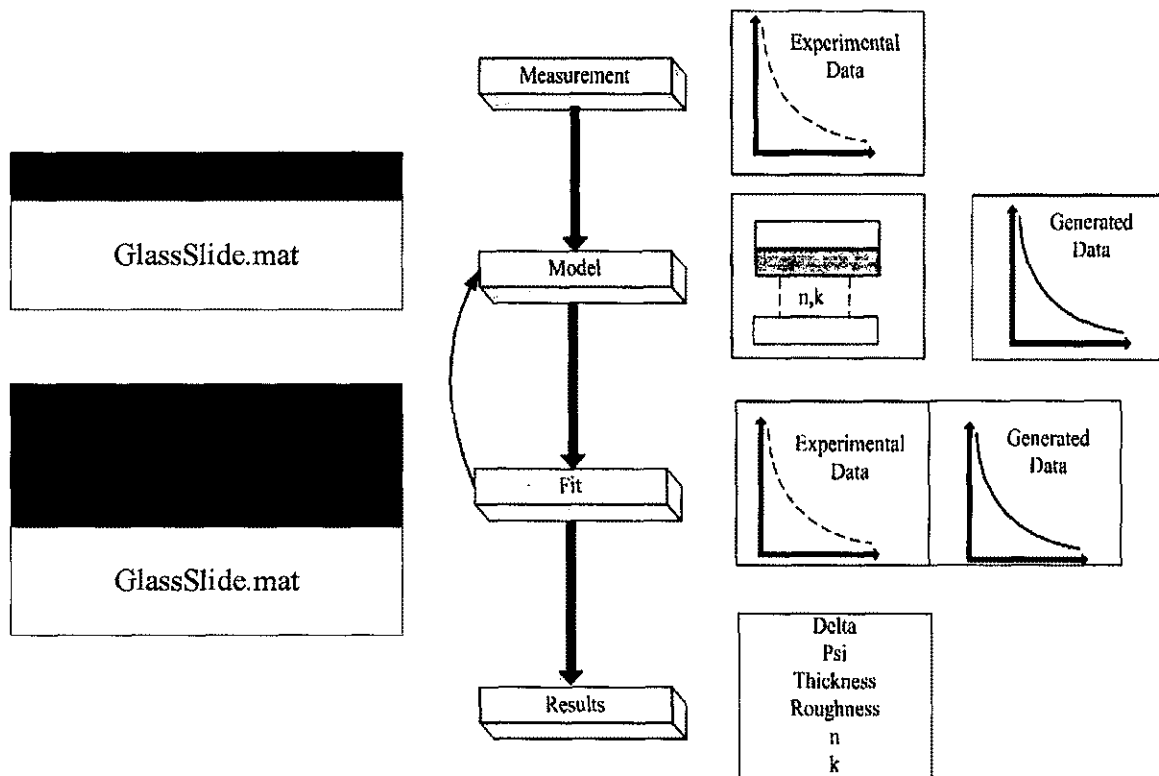 Measurement
Experimental
Data
GlassSlide.mat
Model
n,k
Generated
Data
Fit
Experimental
Data
Generated
Data
GlassSlide.mat
Results
Delta
Psi
Thickness
Roughness
n
k